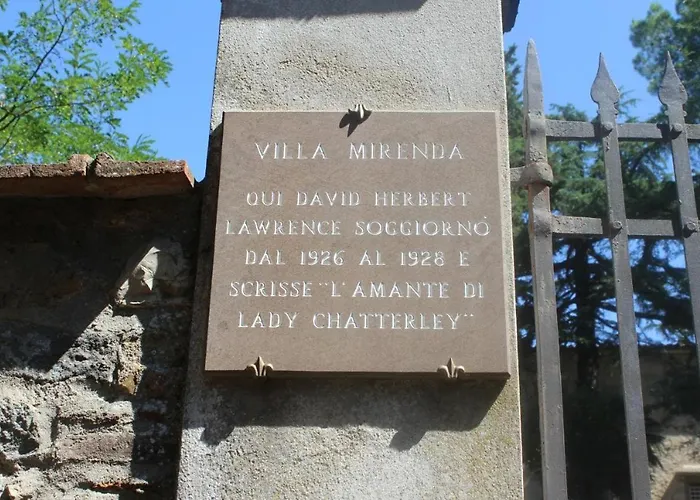 VILLA MIRENDA
QUI DAVID HERBERT
LAWRENCE SOGGIORNÒ
DAL 1926 AL 1928 E
SCRISSE "L'AMANTE DI
LADY CHATTERLEY"